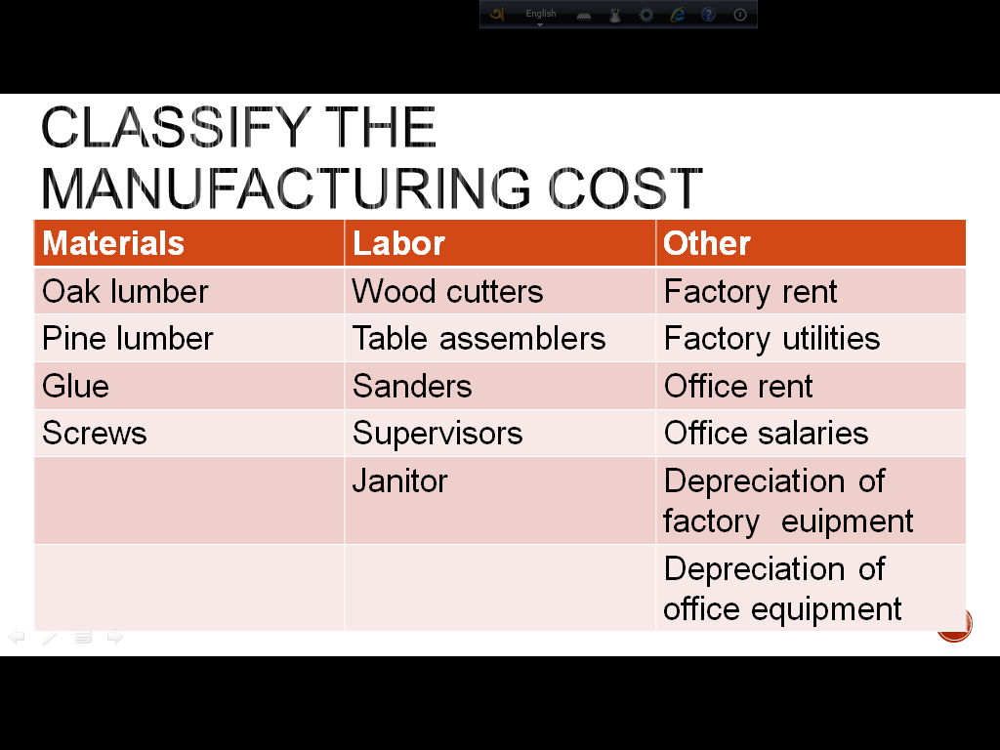 English
CLASSIFY THE
MANUFACTURING COST
Materials Labor Other
Oak lumber Wood cutters Factory rent
Pine lumber Table assemblers Factory utilities
Glue Sanders Office rent
Screws Supervisors Office salaries
Janitor Depreciation of
factory euipment
Depreciation of
office equipment